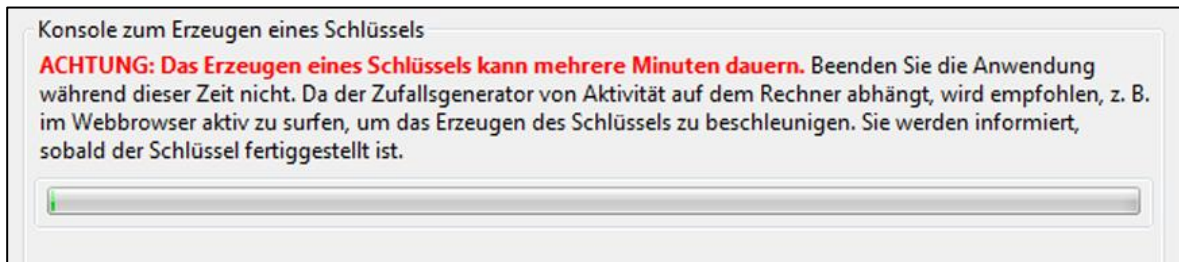 Konsole zum Erzeugen eines Schlüssels
ACHTUNG: Das Erzeugen eines Schlüssels kann mehrere Minuten dauern. Beenden Sie die Anwendung
während dieser Zeit nicht. Da der Zufallsgenerator von Aktivität auf dem Rechner abhängt, wird empfohlen, z. B.
im Webbrowser aktiv zu surfen, um das Erzeugen des Schlüssels zu beschleunigen. Sie werden informiert,
sobald der Schlüssel fertiggestellt ist.